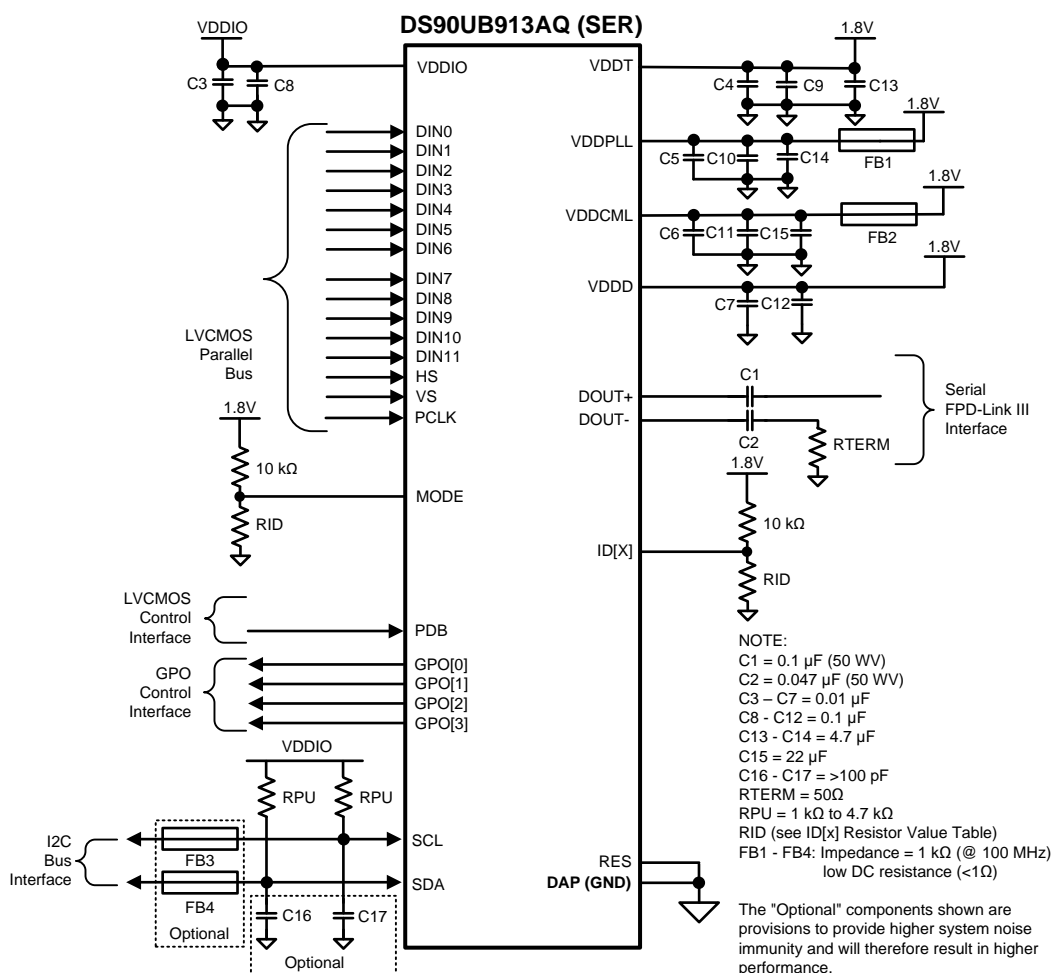 DS90UB913AQ (SER)
VDDIO
C3
C8
VDDIO
VDDT
1.8V
C4
C9
C13
VDDPLL
1.8V
C5
C10
C14
FB1
VDDCML
1.8V
C6
C11
C15
FB2
VDDD
1.8V
C7
C12
DIN0
DIN1
DIN2
DIN3
DIN4
DIN5
DIN6
DIN7
DIN8
DIN9
DIN10
DIN11
HS
VS
PCLK
LVCMOS
Parallel
Bus
DOUT+
DOUT-
C1
C2
RTERM
Serial
FPD-Link III
Interface
1.8V
10 kΩ
MODE
RID
1.8V
10 kΩ
ID[X]
RID
LVCMOS
Control
Interface
PDB
GPO
Control
Interface
GPO[0]
GPO[1]
GPO[2]
GPO[3]
VDDIO
RPU
RPU
I2C
Bus
Interface
FB3
FB4
Optional
SCL
SDA
C16
C17
Optional
RES
DAP (GND)
NOTE:
C1 = 0.1 µF (50 WV)
C2 = 0.047 µF (50 WV)
C3 – C7 = 0.01 µF
C8 - C12 = 0.1 µF
C13 - C14 = 4.7 µF
C15 = 22 µF
C16 - C17 = >100 pF
RTERM = 50Ω
RPU = 1 kΩ to 4.7 kΩ
RID (see ID[x] Resistor Value Table)
FB1 - FB4: Impedance = 1 kΩ (@ 100 MHz)
low DC resistance (<1Ω)
The "Optional" components shown are
provisions to provide higher system noise
immunity and will therefore result in higher
performance.